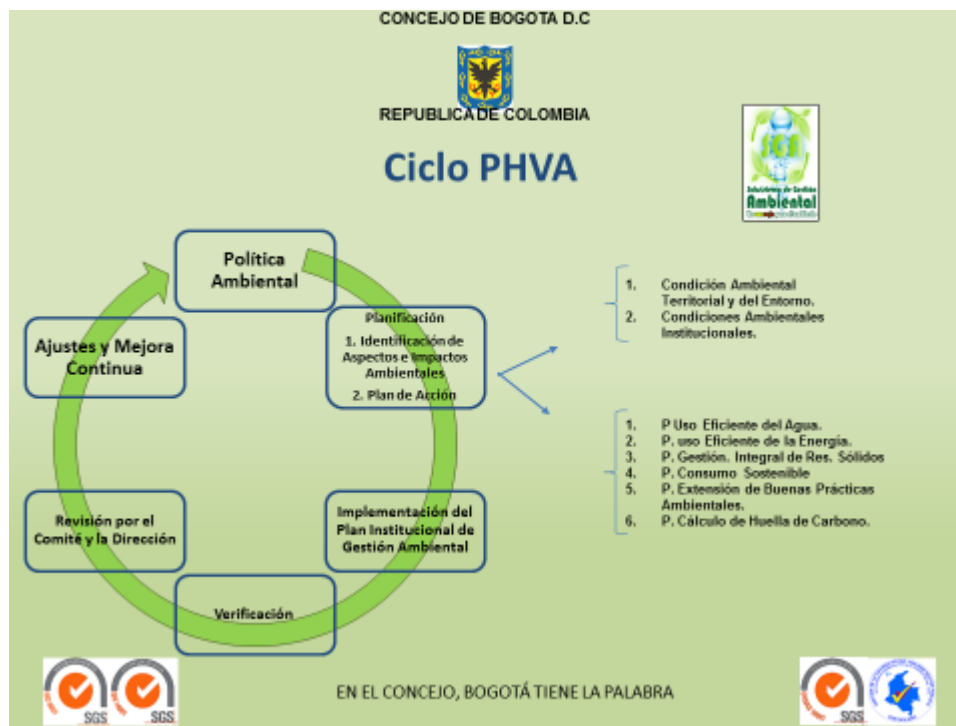 CONCEJO DE BOGOTA D.C
REPUBLICA DE COLOMBIA
Ciclo PHVA
Ambiental
Política
Ambiental
Planificación
1. Identificación de
Aspectos e Impactos
Ambientales
2. Plan de Acción
Implementación del
Plan Institucional de
Gestión Ambiental
Verificación
Revisión por el
Comité y la Dirección
Ajustes y Mejora
Continua
1. Condición Ambiental
Territorial y del Entorno.
2. Condiciones Ambientales
Institucionales.
1. P Uso Eficiente del Agua.
2. P. uso Eficiente de la Energía.
3. P. Gestión. Integral de Res. Sólidos
4. P. Consumo Sostenible
5. P. Extensión de Buenas Prácticas
Ambientales.
6. P. Cálculo de Huella de Carbono.
SGS
SGS
EN EL CONCEJO, BOGOTÁ TIENE LA PALABRA
SGS